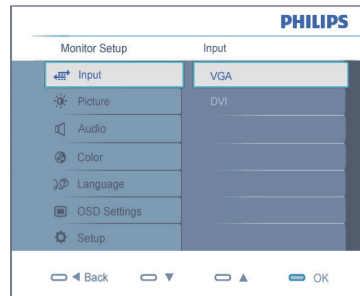 PHILIPS
Monitor Setup Input
Input VGA
Picture DVI
Audio
Color
Language
OSD Settings
Setup
Back OK